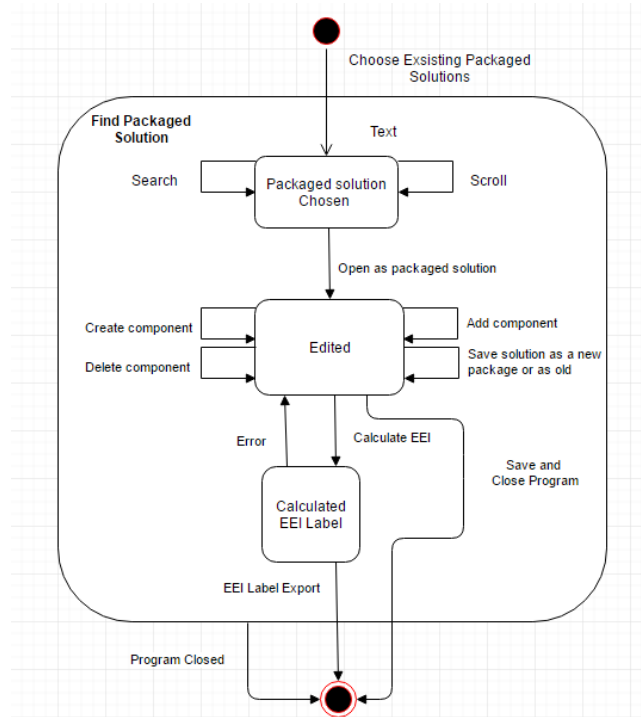 Choose Exsisting Packaged
Solutions
Find Packaged
Solution
Text
Search
Packaged solution
Chosen
Scroll
Open as packaged solution
Create component
Add component
Edited
Delete component
Save solution as a new
package or as old
Error
Calculate EEI
Save and
Close Program
Calculated
EEI Label
EEI Label Export
Program Closed